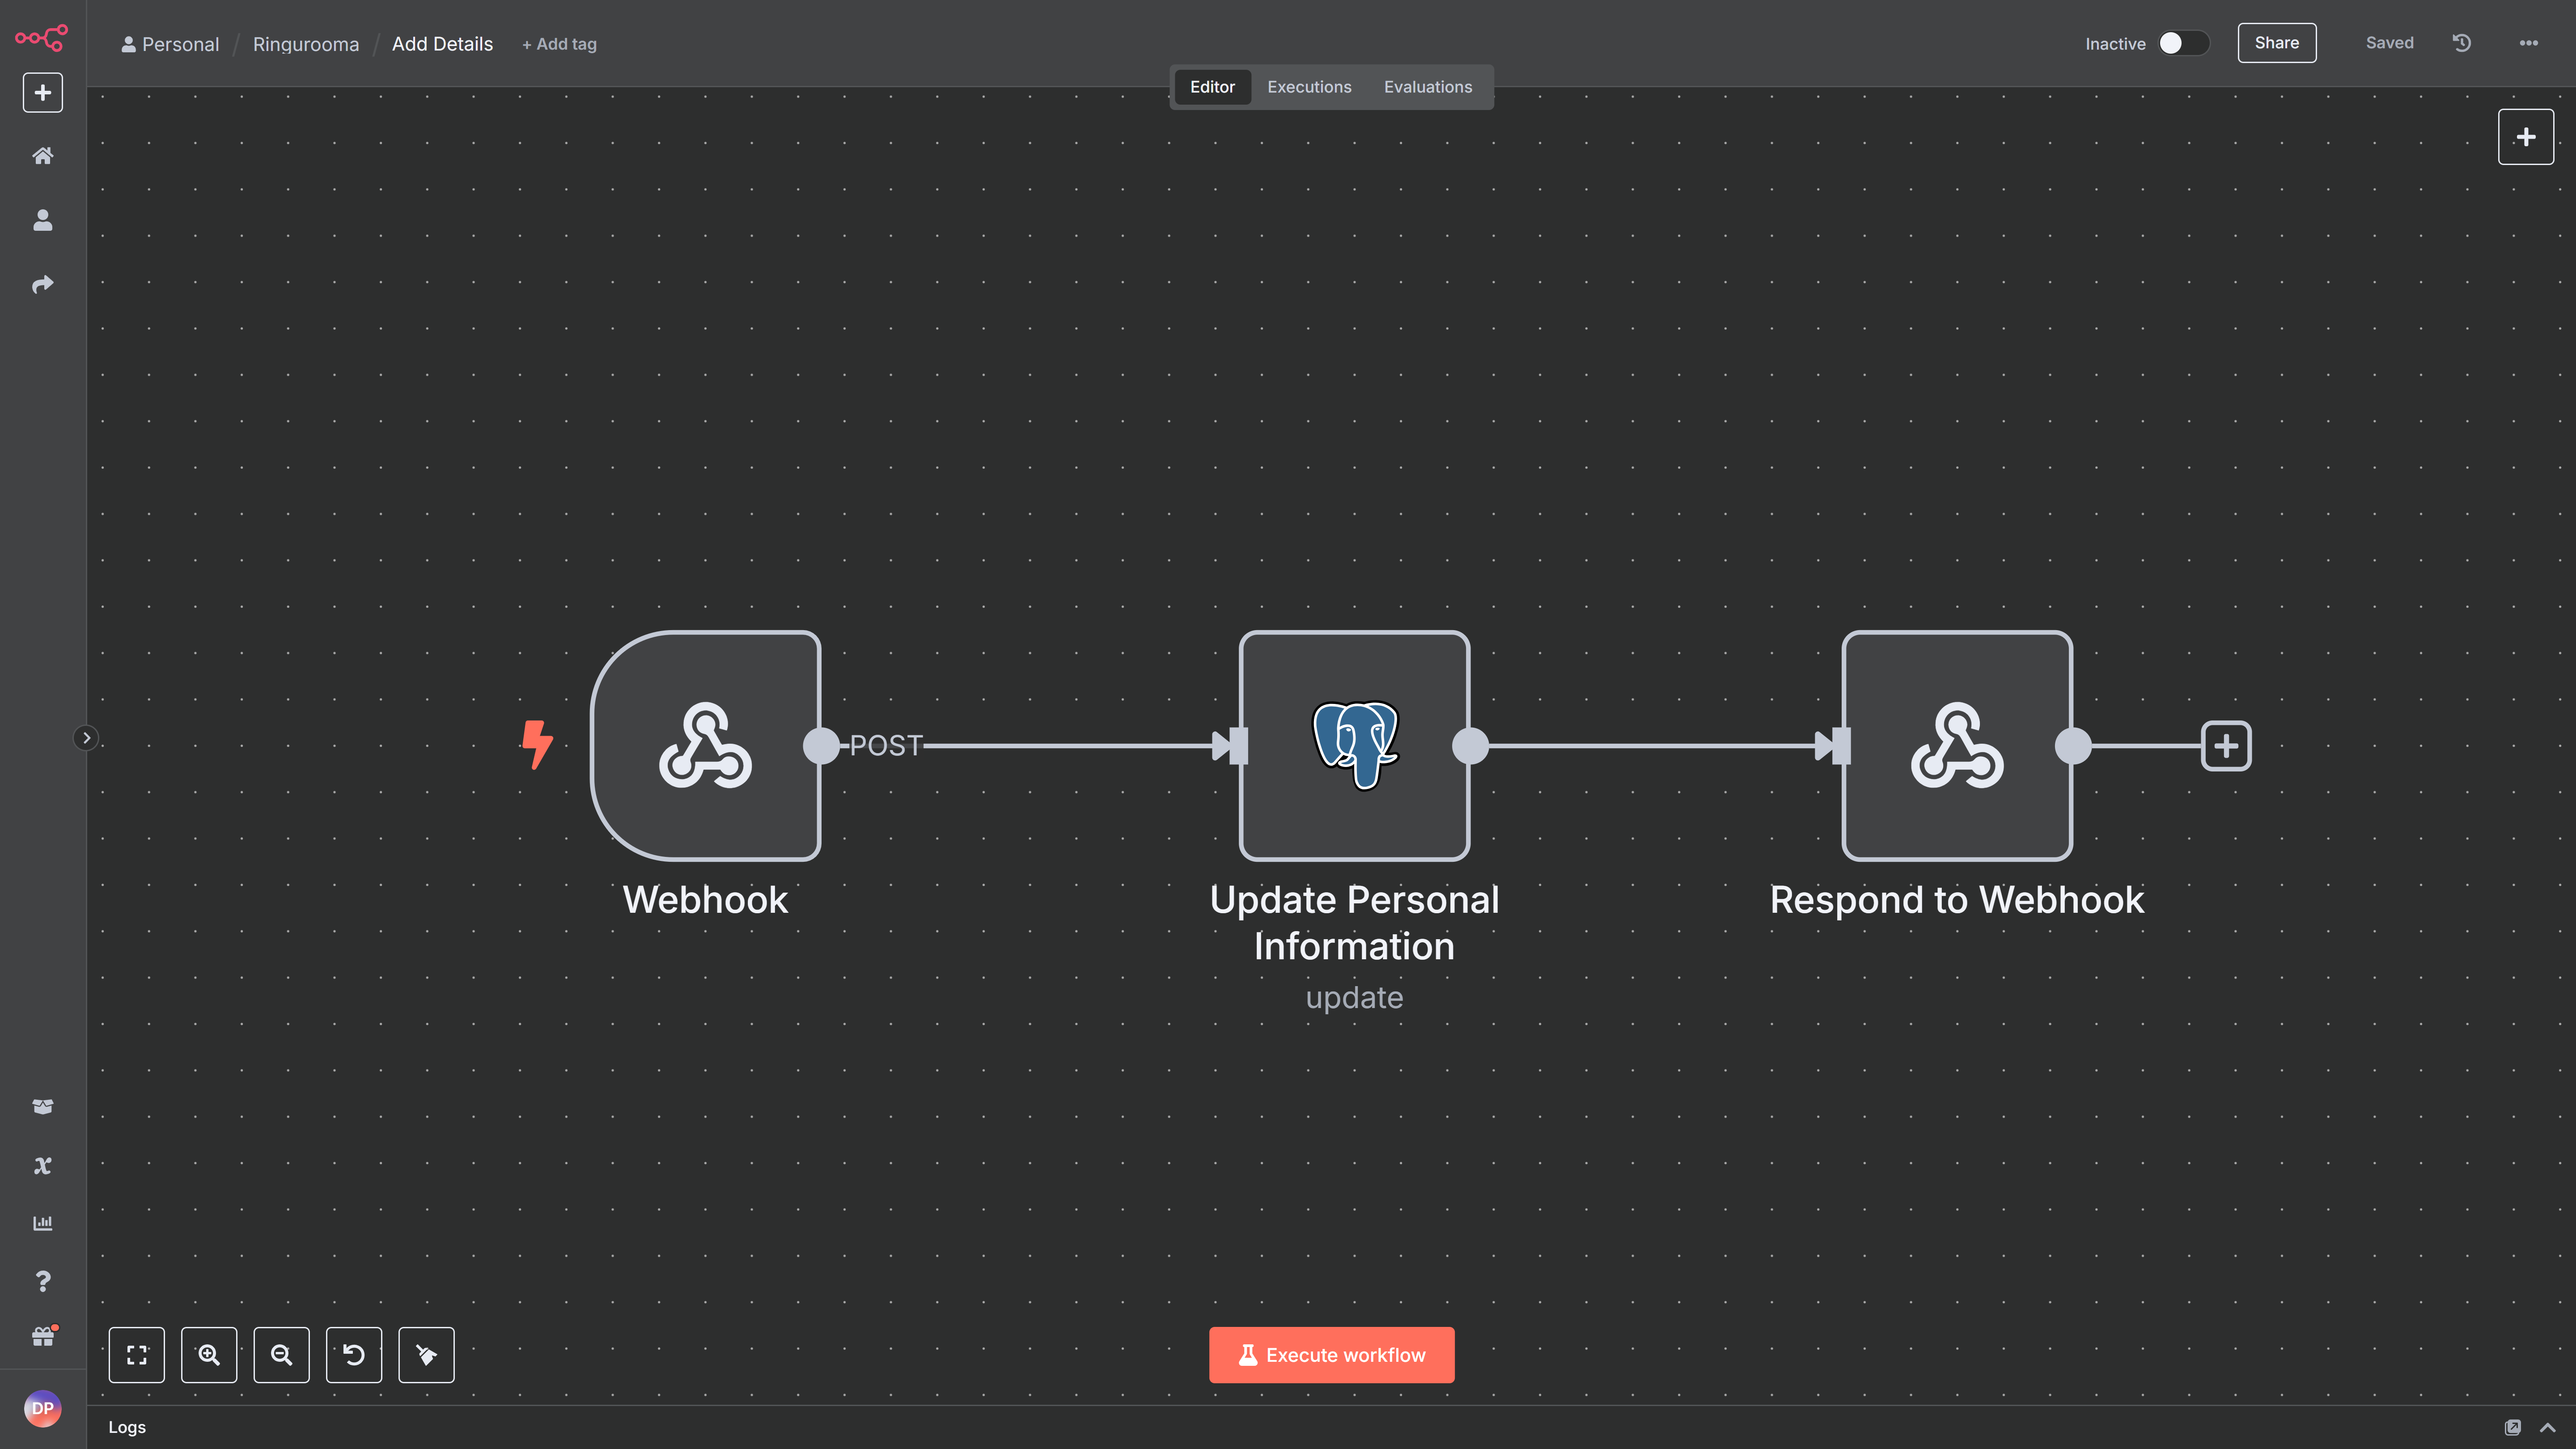 Personal / Ringurooma / Add Details + Add tag
Inactive Share Saved
Editor Executions Evaluations
POST
Webhook
Update Personal
Information
update
Respond to Webhook
Execute workflow
DP
Logs